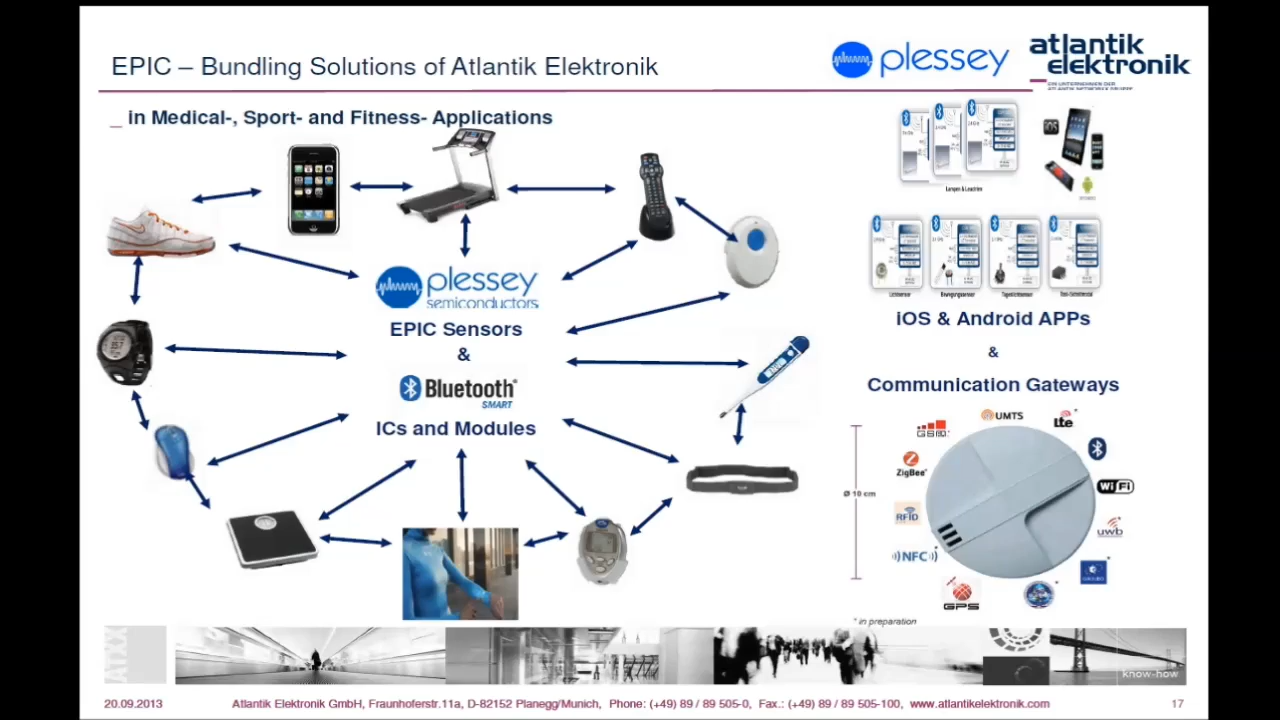 EPIC – Bundling Solutions of Atlantik Elektronik
plessey
atlantik
elektronik
_ in Medical-, Sport- and Fitness- Applications
plessey
semiconductors
EPIC Sensors
&
Bluetooth
SMART
ICs and Modules
iOS
iOS & Android APPs
&
Communication Gateways
UMTS
lte *
GSM
ZigBee
WiFi
Ø 10 cm
RFID
uwb
NFC *
GPS
* in preparation
know-how
20.09.2013
Atlantik Elektronik GmbH, Fraunhoferstr.11a, D-82152 Planegg/Munich, Phone: (+49) 89 / 89 505-0, Fax.: (+49) 89 / 89 505-100, www.atlantikelektronik.com
17